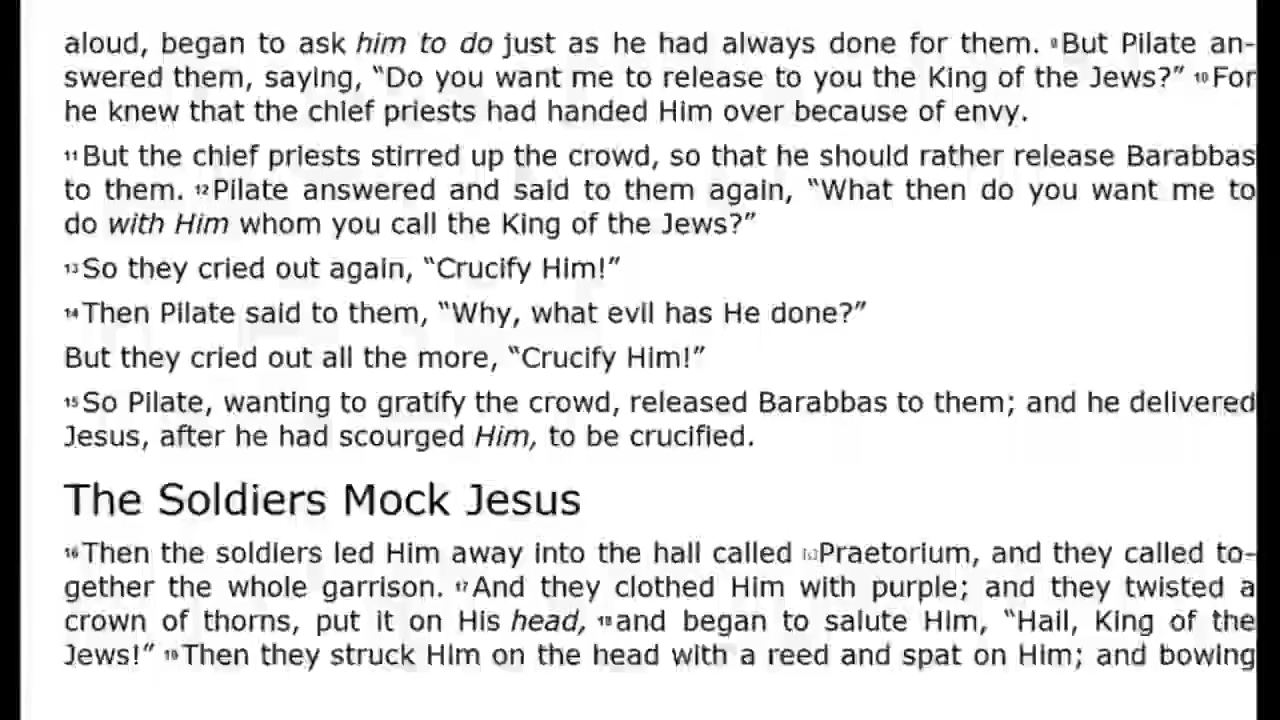 aloud, began to ask him to do just as he had always done for them. 9But Pilate an-
swered them, saying, “Do you want me to release to you the King of the Jews?” 10For
he knew that the chief priests had handed Him over because of envy.
11But the chief priests stirred up the crowd, so that he should rather release Barabbas
to them. 12Pilate answered and said to them again, “What then do you want me to
do with Him whom you call the King of the Jews?”
13So they cried out again, “Crucify Him!”
14Then Pilate said to them, “Why, what evil has He done?”
But they cried out all the more, “Crucify Him!”
15So Pilate, wanting to gratify the crowd, released Barabbas to them; and he delivered
Jesus, after he had scourged Him, to be crucified.
The Soldiers Mock Jesus
16Then the soldiers led Him away into the hall called Praetorium, and they called to-
gether the whole garrison. 17And they clothed Him with purple; and they twisted a
crown of thorns, put it on His head, 18and began to salute Him, “Hail, King of the
Jews!” 19Then they struck Him on the head with a reed and spat on Him; and bowing